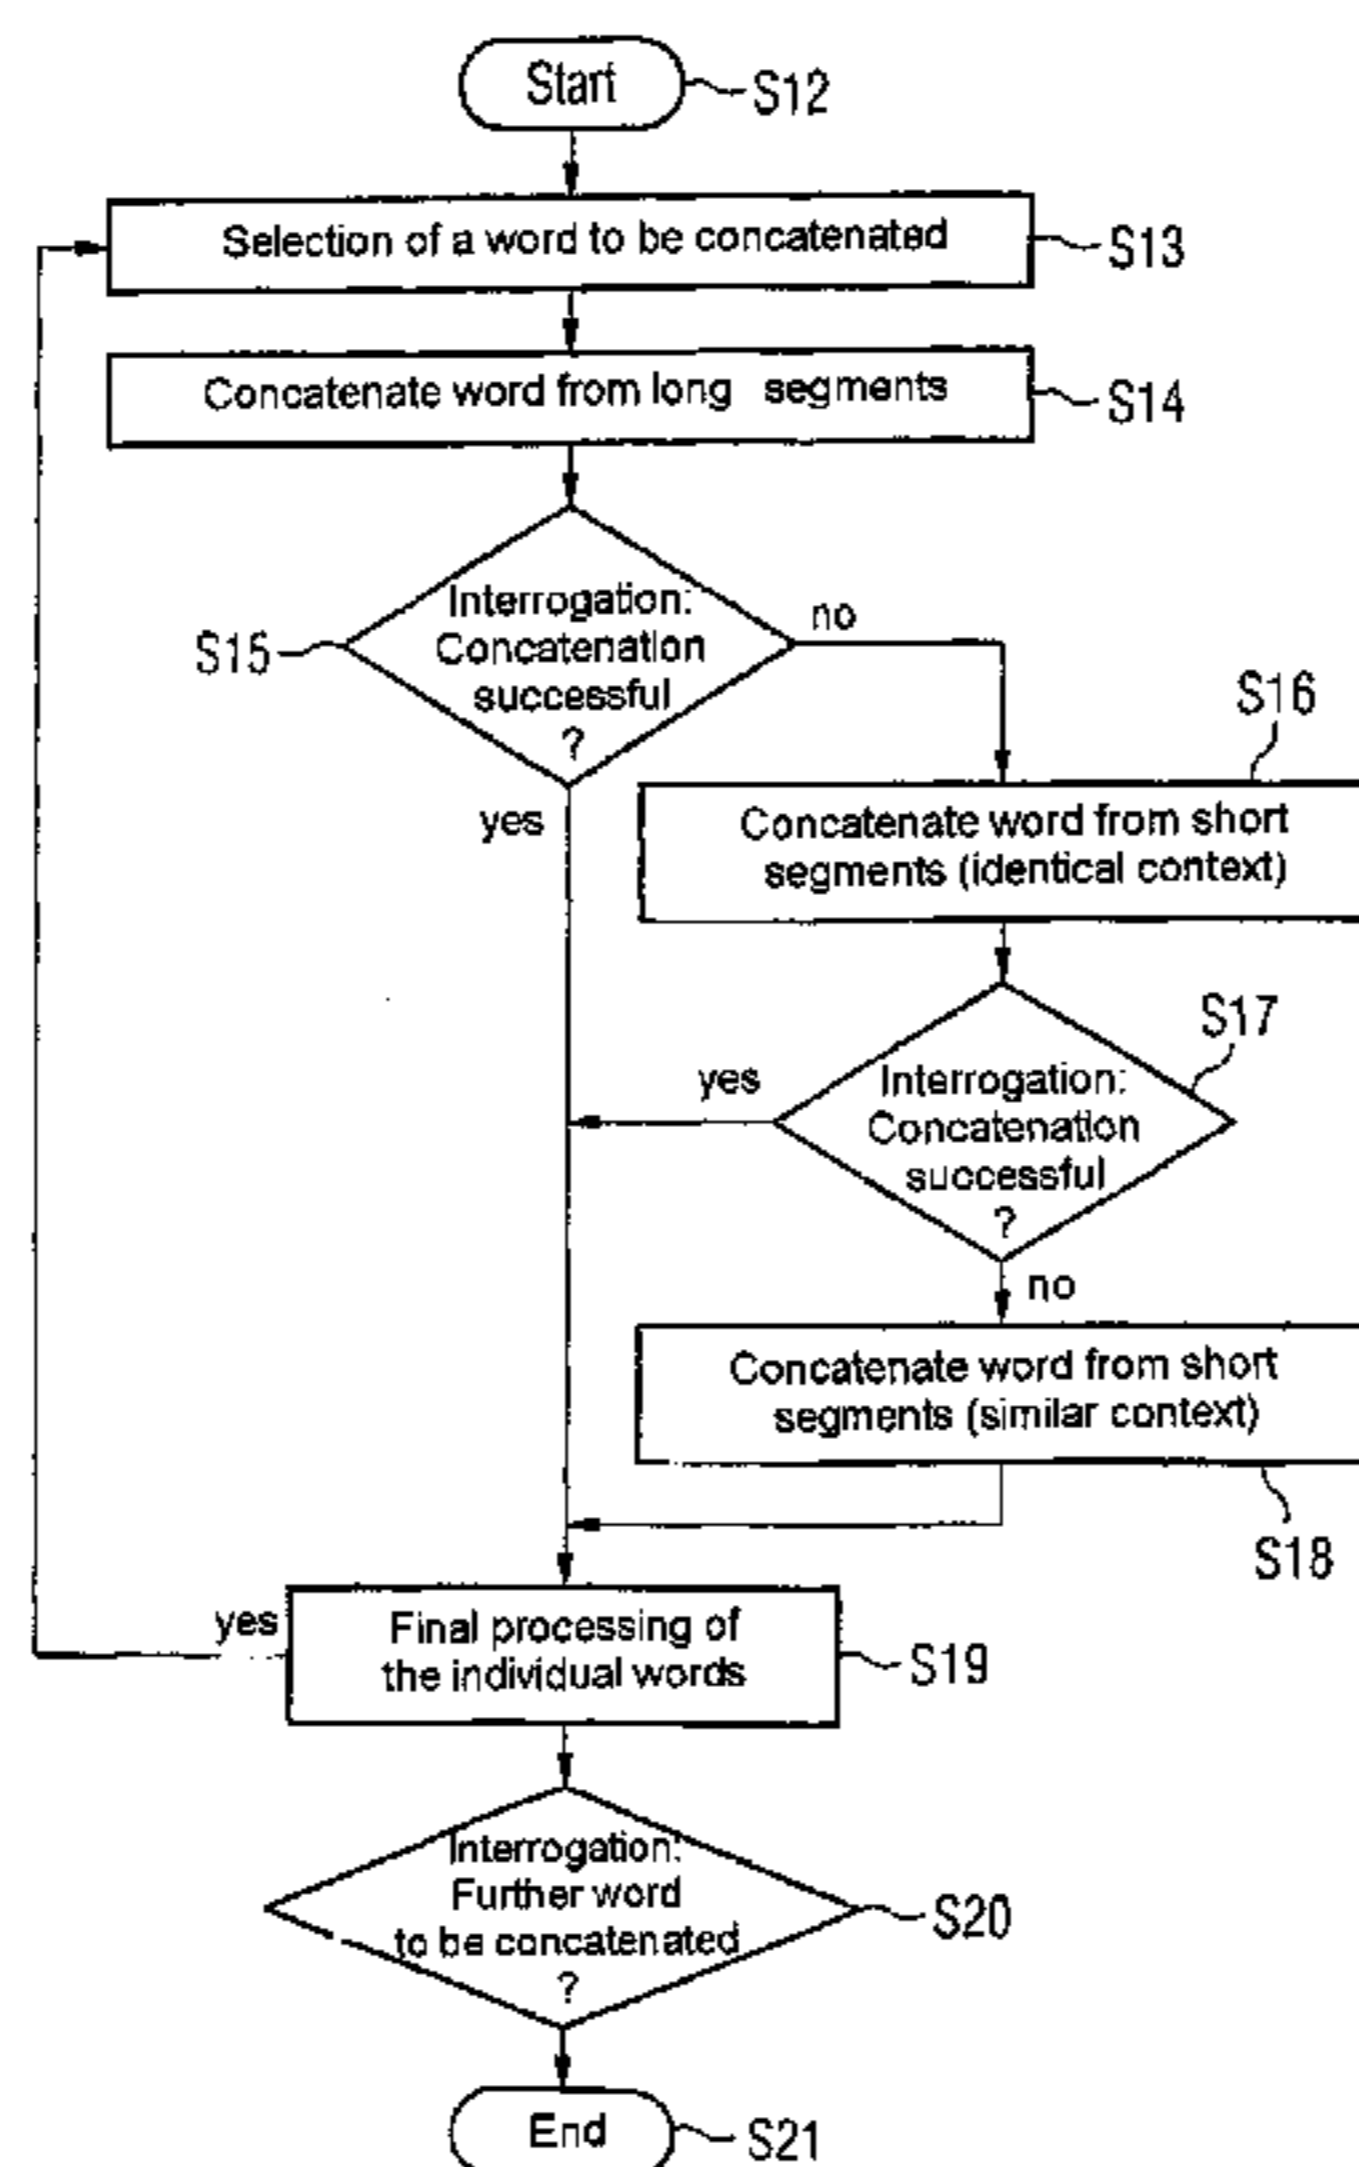 Start
S12
Selection of a word to be concatenated
S13
Concatenate word from long segments
S14
Interrogation:
Concatenation
successful
?
S15
no
yes
S16
Concatenate word from short
segments (identical context)
S17
Interrogation:
Concatenation
successful
?
yes
no
Concatenate word from short
segments (similar context)
S18
yes
Final processing of
the individual words
S19
Interrogation:
Further word
to be concatenated
?
S20
End
S21